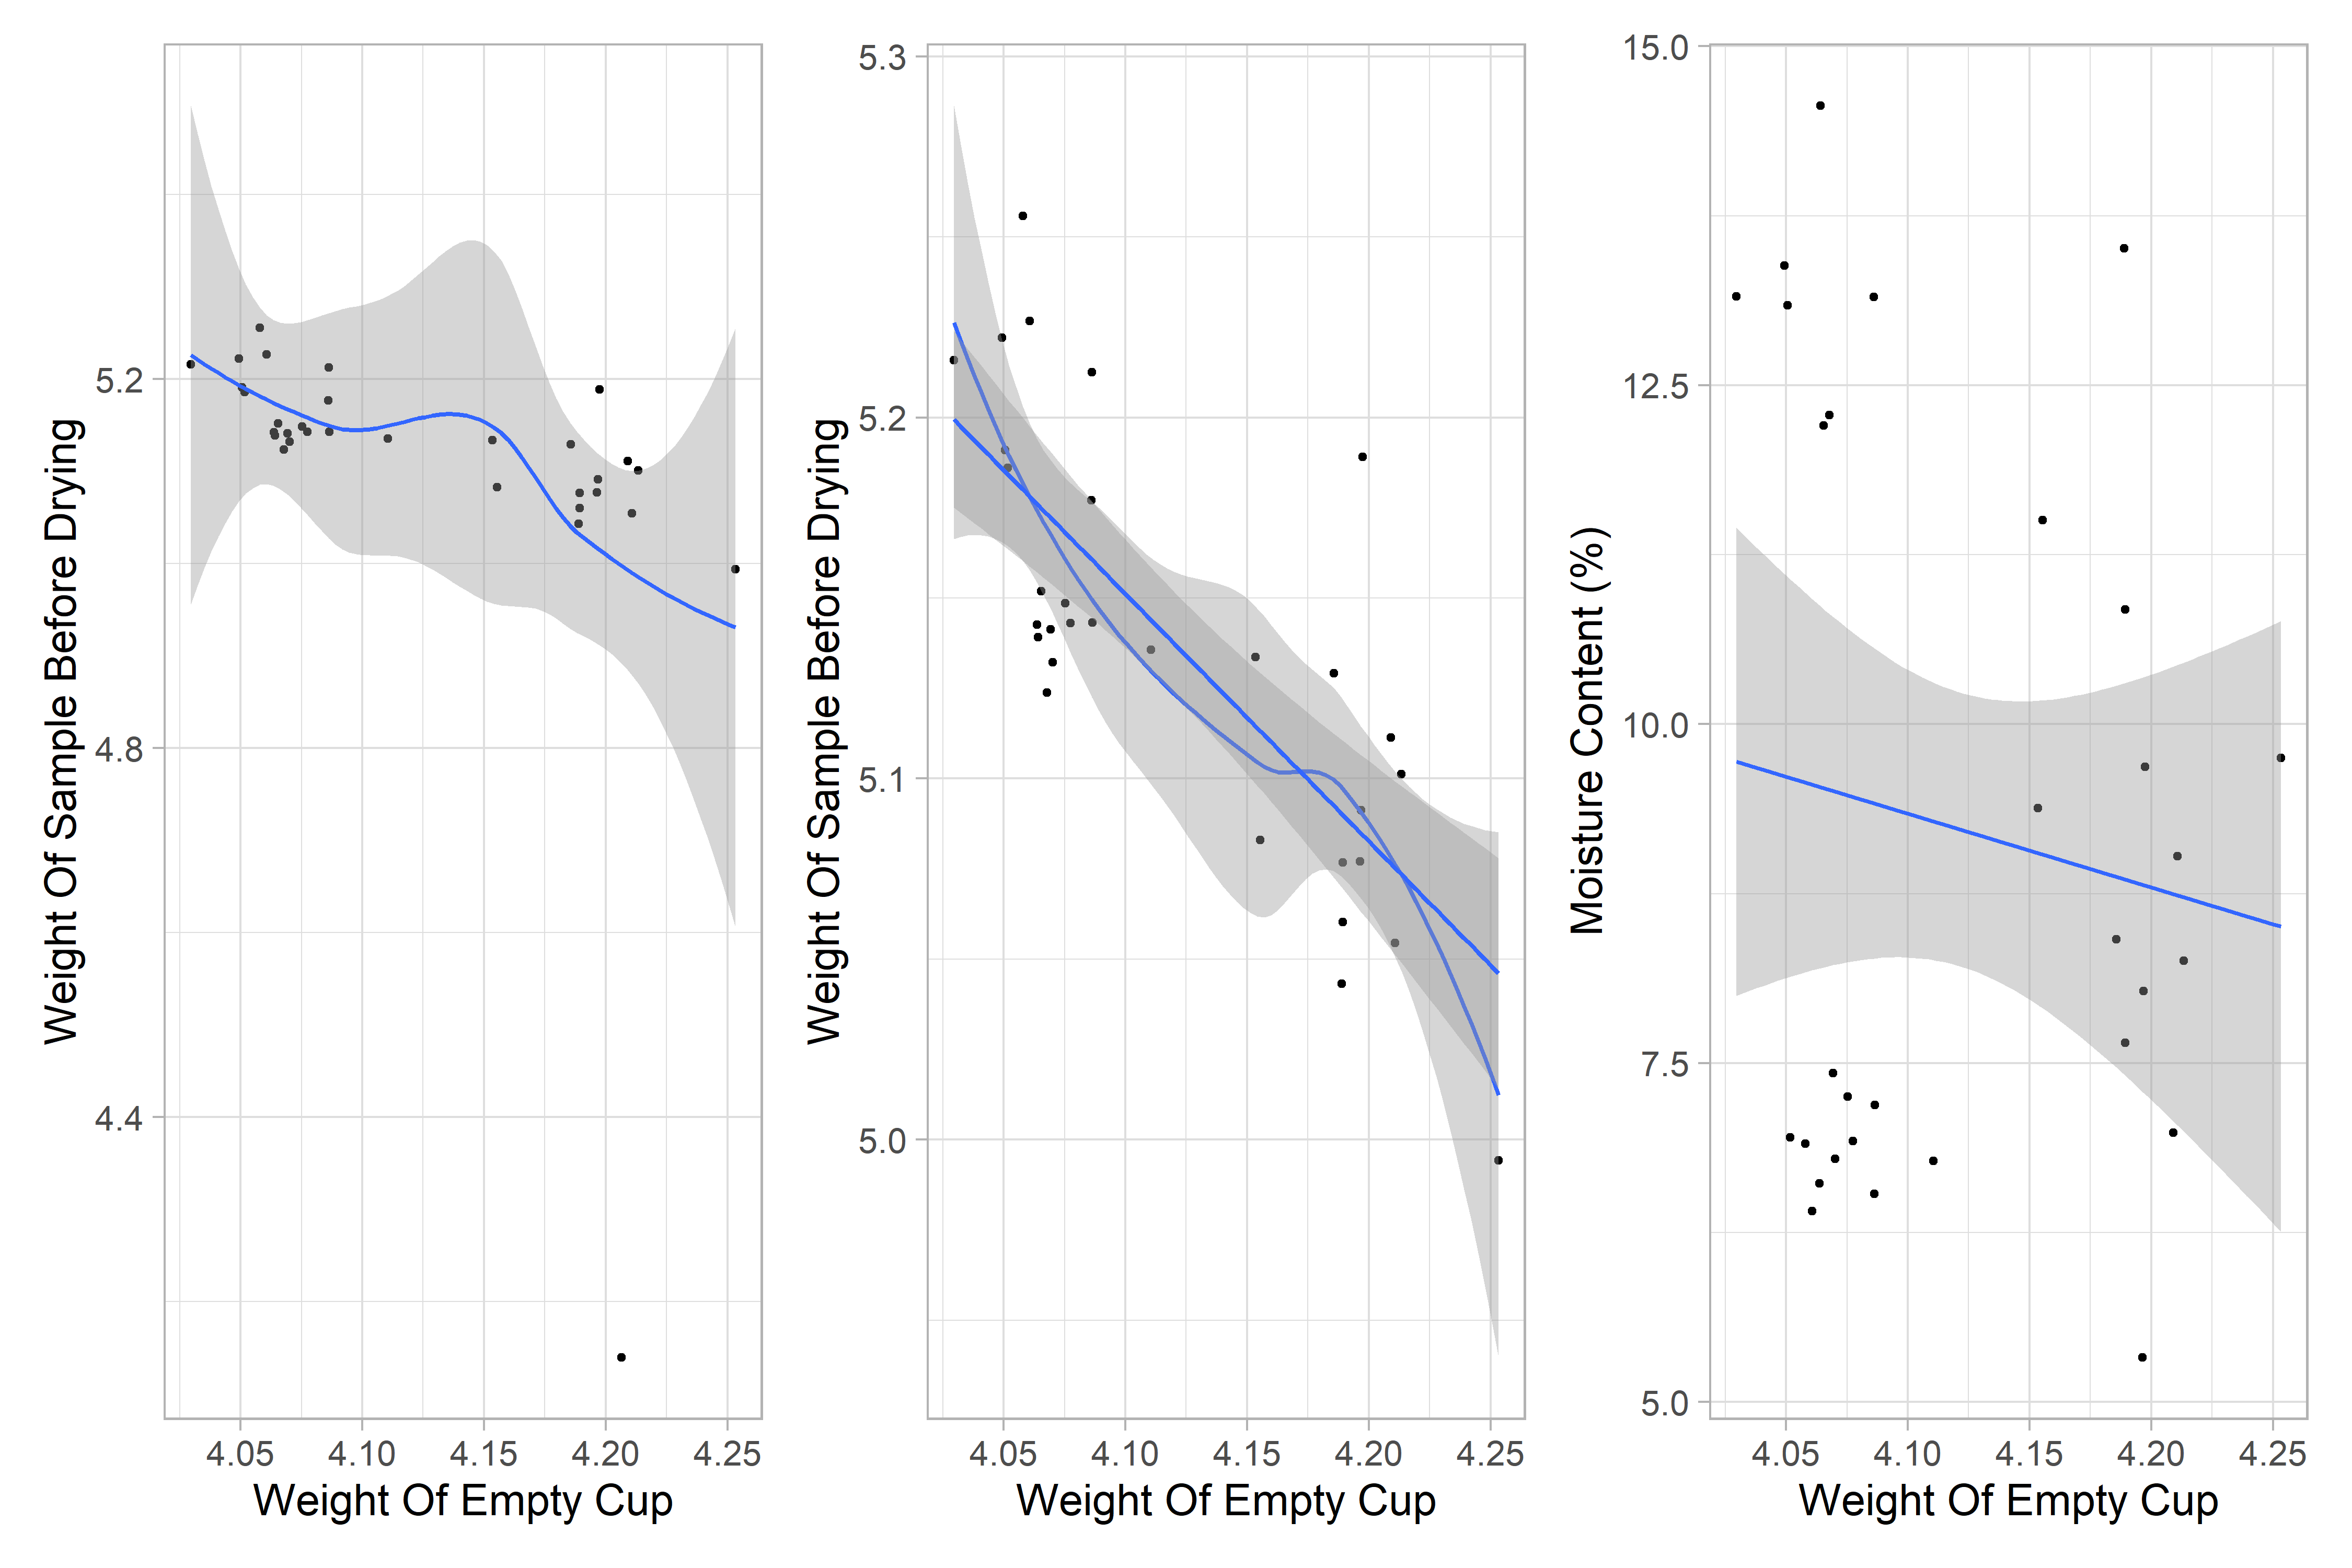 Weight Of Sample Before Drying
5.2
4.8
4.4
4.05 4.10 4.15 4.20 4.25
Weight Of Empty Cup
Weight Of Sample Before Drying
5.3
5.2
5.1
5.0
4.05 4.10 4.15 4.20 4.25
Weight Of Empty Cup
Moisture Content (%)
15.0
12.5
10.0
7.5
5.0
4.05 4.10 4.15 4.20 4.25
Weight Of Empty Cup